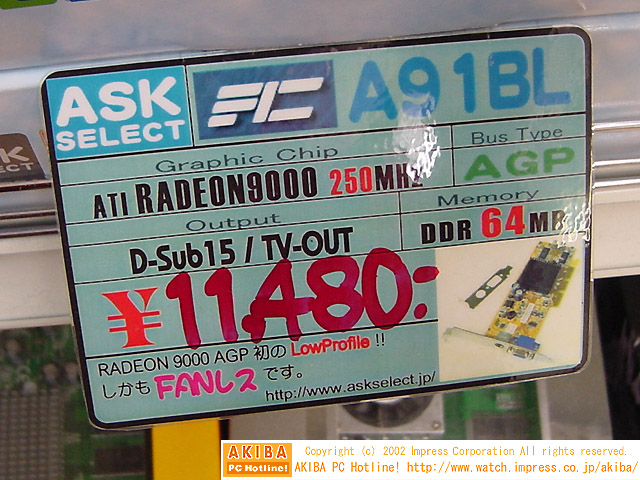 ASK
SELECT
A91BL
Graphic Chip
Bus Type
ATI RADEON9000 250MHz
AGP
Output
Memory
D-Sub15 / TV-OUT
DDR 64MB
¥11,480:-
RADEON 9000 AGP 初の LowProfile !!
しかも FANレス です。
http://www.askselect.jp/
AKIBA
PC Hotline!
Copyright (c) 2002 Impress Corporation All rights reserved.
AKIBA PC Hotline! http://www.watch.impress.co.jp/akiba/